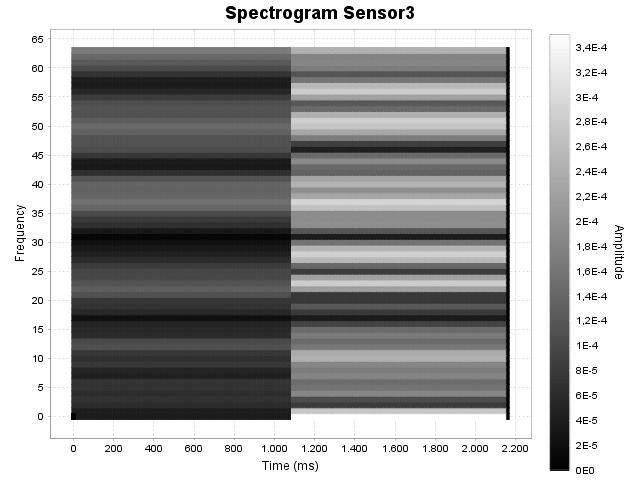 Spectrogram Sensor3
65
60
55
50
45
40
35
30
25
20
15
10
5
0
Frequency
0
200
400
600
800
1.000
1.200
1.400
1.600
1.800
2.000
2.200
Time (ms)
3,4E-4
3,2E-4
3E-4
2,8E-4
2,6E-4
2,4E-4
2,2E-4
2E-4
1,8E-4
1,6E-4
1,4E-4
1,2E-4
1E-4
8E-5
6E-5
4E-5
2E-5
0E0
Amplitude